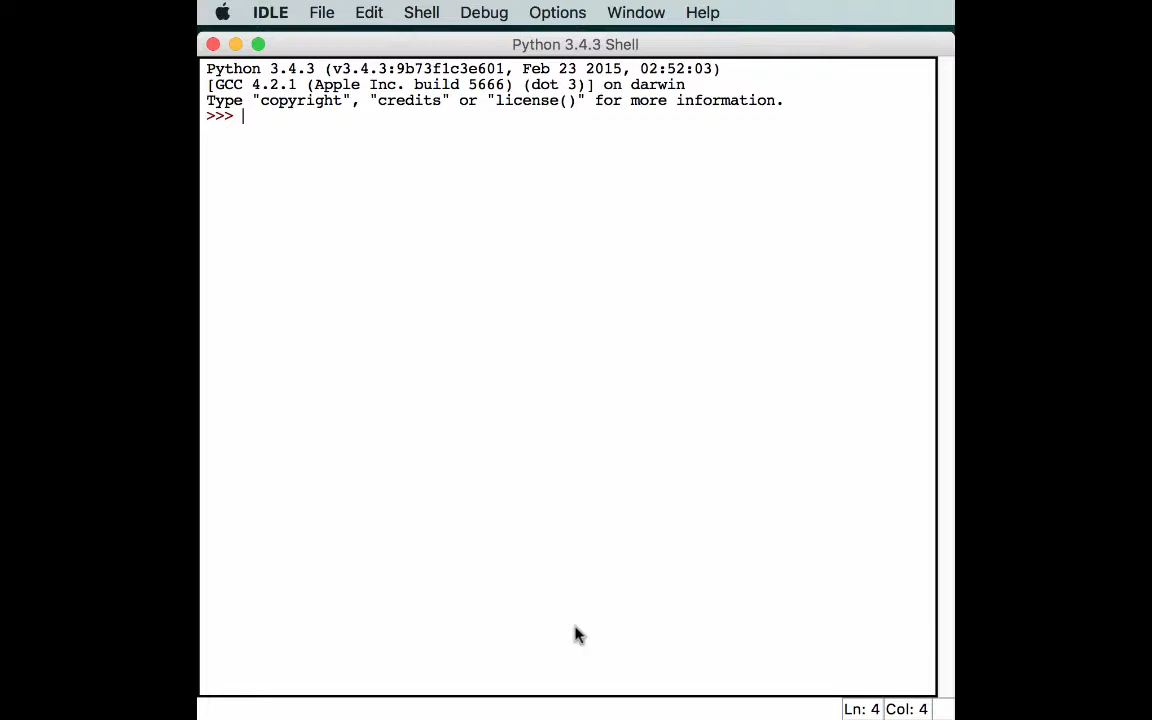 IDLE File Edit Shell Debug Options Window Help
Python 3.4.3 Shell
Python 3.4.3 (v3.4.3:9b73f1c3e601, Feb 23 2015, 02:52:03)
[GCC 4.2.1 (Apple Inc. build 5666) (dot 3)] on darwin
Type "copyright", "credits" or "license()" for more information.
>>>
Ln: 4 Col: 4